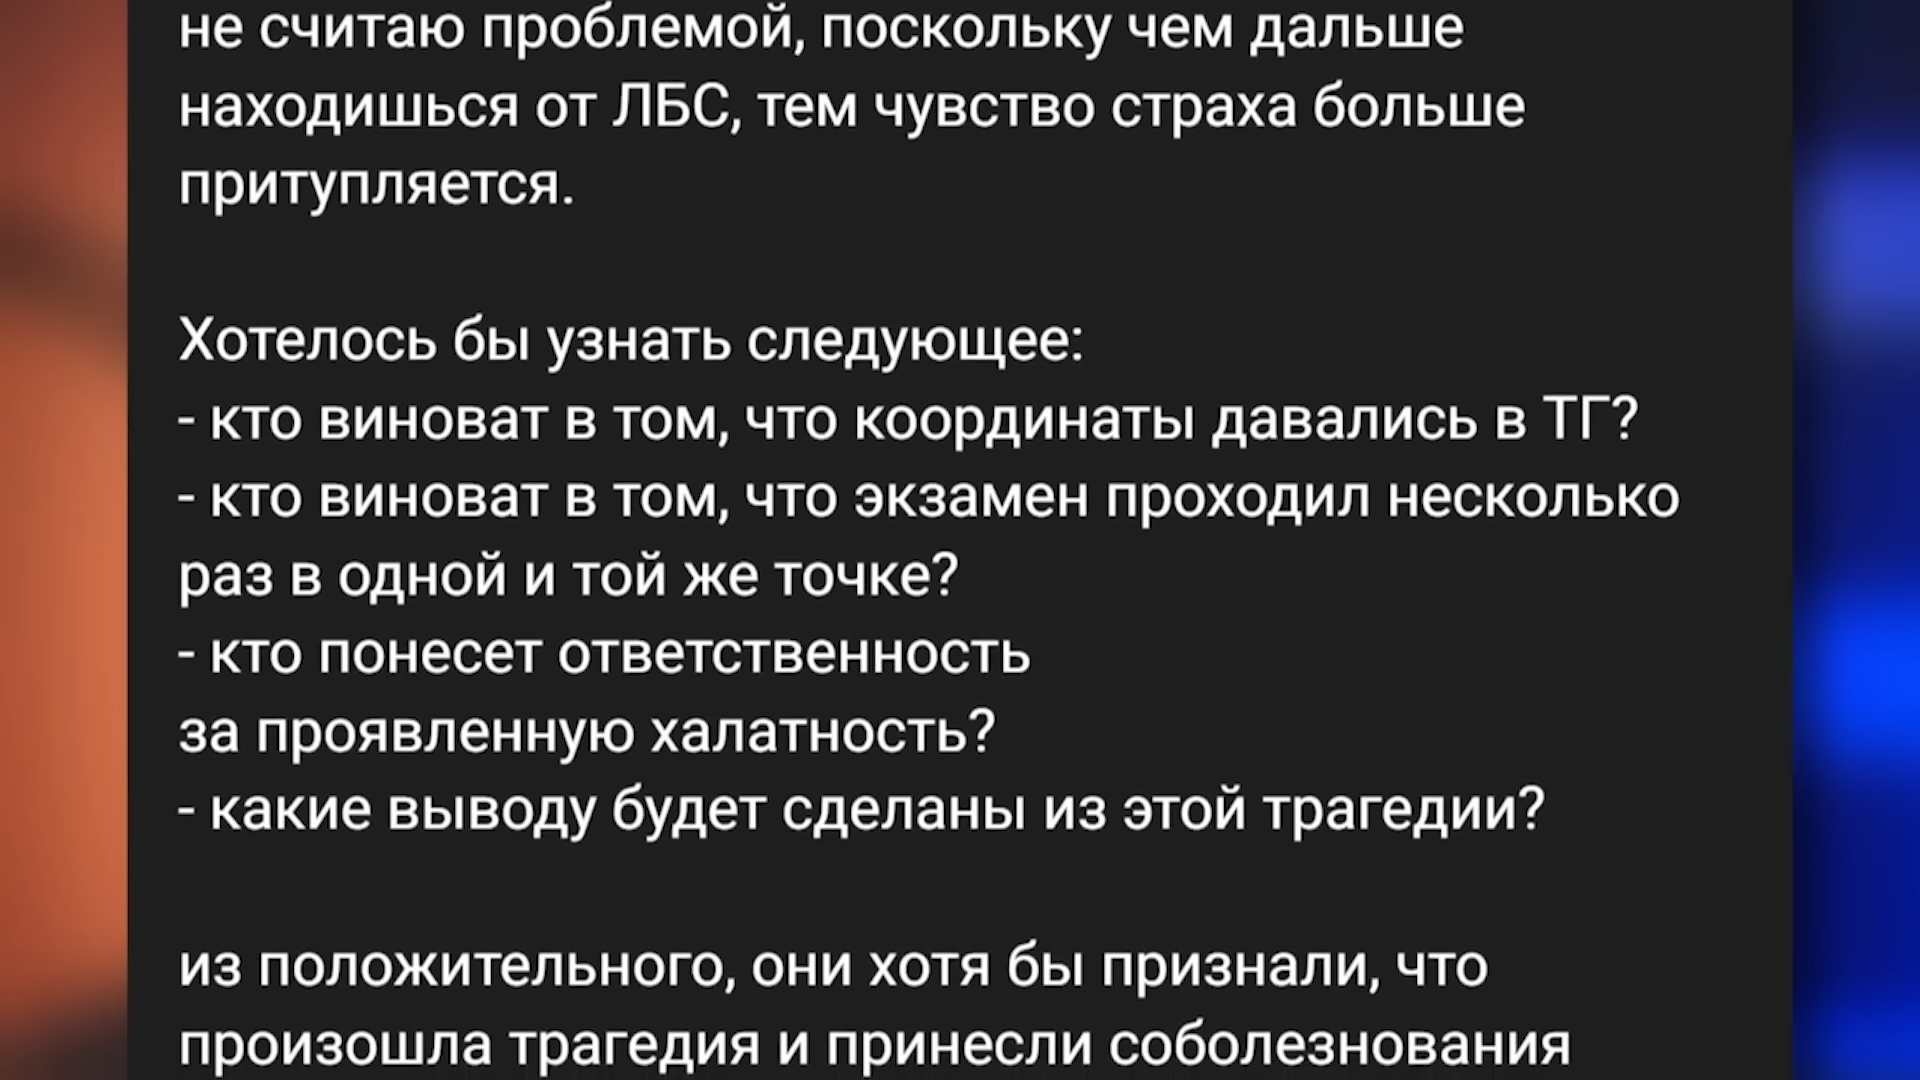 не считаю проблемой, поскольку чем дальше
находишься от ЛБС, тем чувство страха больше
притупляется.
Хотелось бы узнать следующее:
- кто виноват в том, что координаты давались в ТГ?
- кто виноват в том, что экзамен проходил несколько
раз в одной и той же точке?
- кто понесет ответственность
за проявленную халатность?
- какие выводу будет сделаны из этой трагедии?
из положительного, они хотя бы признали, что
произошла трагедия и принесли соболезнования